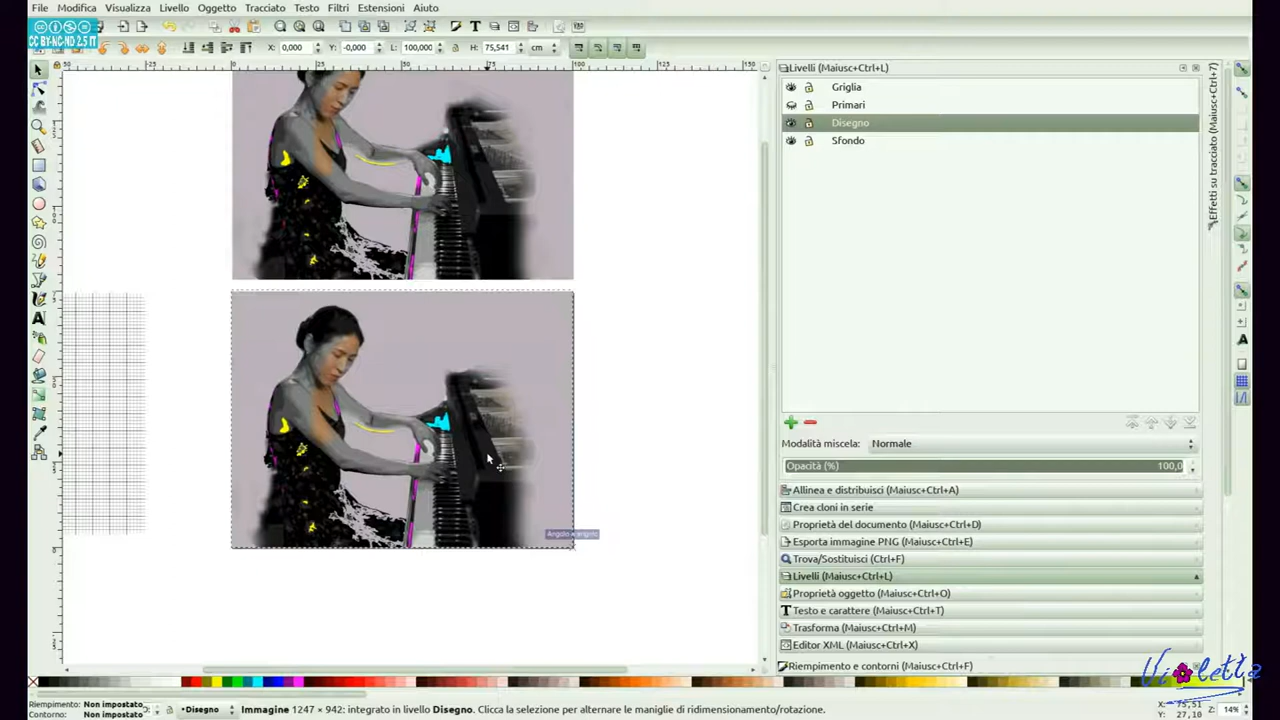 File Modifica Visualizza Livello Oggetto Tracciato Testo Filtri Estensioni Aiuto
CC BY-NC-ND 2.5 IT
X: 0,000 Y: -0,000 L: 100,000 H: 75,541 cm
Livelli (Maiusc+Ctrl+L)
Griglia
Primari
Disegno
Sfondo
Effetti su tracciato (Maiusc+Ctrl+7)
Modalità miscela: Normale
Opacità (%) 100,0
Allinea e distribuisci (Maiusc+Ctrl+A)
Crea cloni in serie
Proprietà del documento (Maiusc+Ctrl+D)
Esporta immagine PNG (Maiusc+Ctrl+E)
Trova/Sostituisci (Ctrl+F)
Livelli (Maiusc+Ctrl+L)
Proprietà oggetto (Maiusc+Ctrl+O)
Testo e carattere (Maiusc+Ctrl+T)
Trasforma (Maiusc+Ctrl+M)
Editor XML (Maiusc+Ctrl+X)
Riempimento e contorni (Maiusc+Ctrl+F)
Violetta
Riempimento: Non impostato
Contorno: Non impostato
•Disegno
Immagine 1247 × 942: integrato in livello Disegno. Clicca la selezione per alternare le maniglie di ridimensionamento/rotazione.
X: 75,51
Y: 27,10
Z: 14%